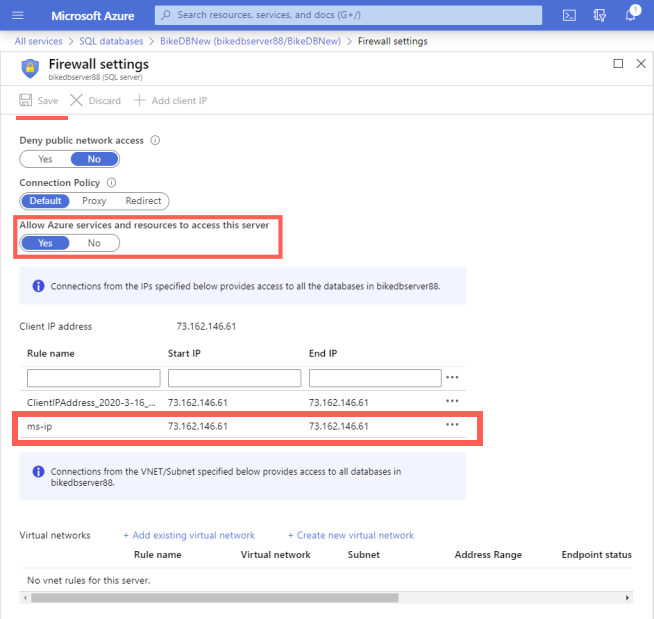 Microsoft Azure
Search resources, services, and docs (G+/)
1
All services > SQL databases > BikeDBNew (bikedbserver88/BikeDBNew) > Firewall settings
Firewall settings
bikedbserver88 (SQL server)
Save Discard Add client IP
Deny public network access
Yes No
Connection Policy
Default Proxy Redirect
Allow Azure services and resources to access this server
Yes No
Connections from the IPs specified below provides access to all the databases in bikedbserver88.
Client IP address 73.162.146.61
Rule name Start IP End IP
ClientIPAddress_2020-3-16_... 73.162.146.61 73.162.146.61
ms-ip 73.162.146.61 73.162.146.61
Connections from the VNET/Subnet specified below provides access to all databases in
bikedbserver88.
Virtual networks + Add existing virtual network + Create new virtual network
Rule name Virtual network Subnet Address Range Endpoint status
No vnet rules for this server.